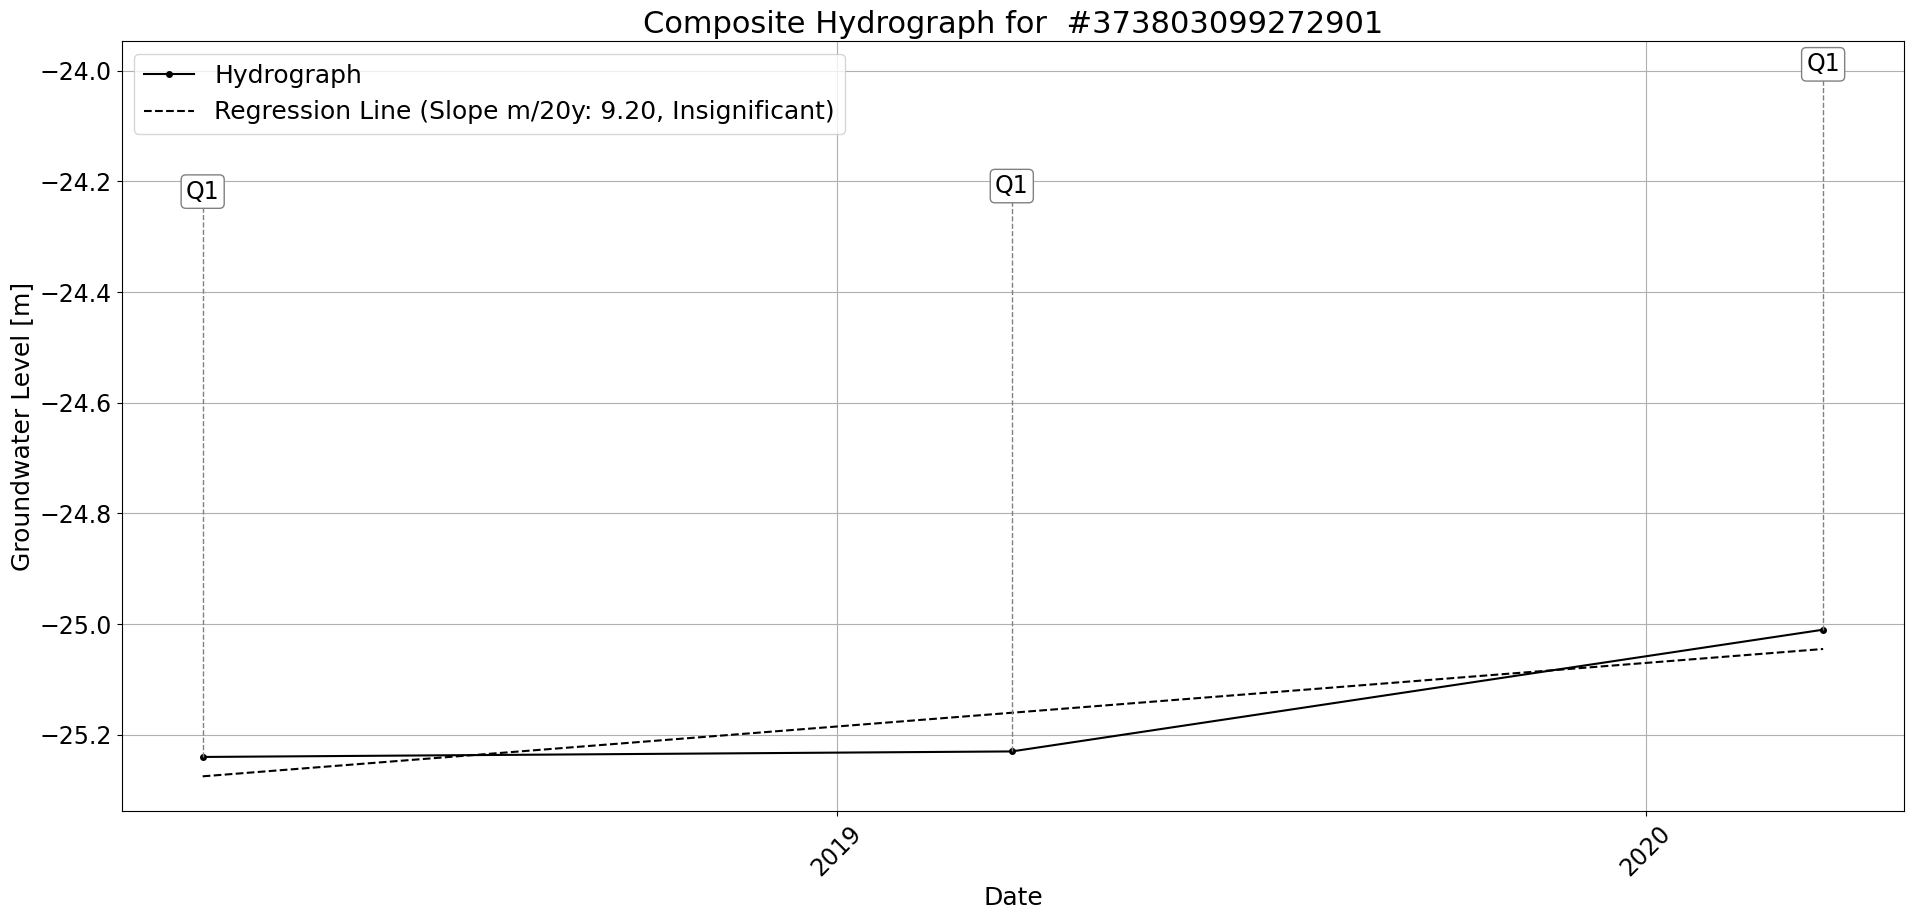 Composite Hydrograph for  #373803099272901
Hydrograph
Regression Line (Slope m/20y: 9.20, Insignificant)
Q1
Q1
Q1
Groundwater Level [m]
−24.0
−24.2
−24.4
−24.6
−24.8
−25.0
−25.2
2019
2020
Date